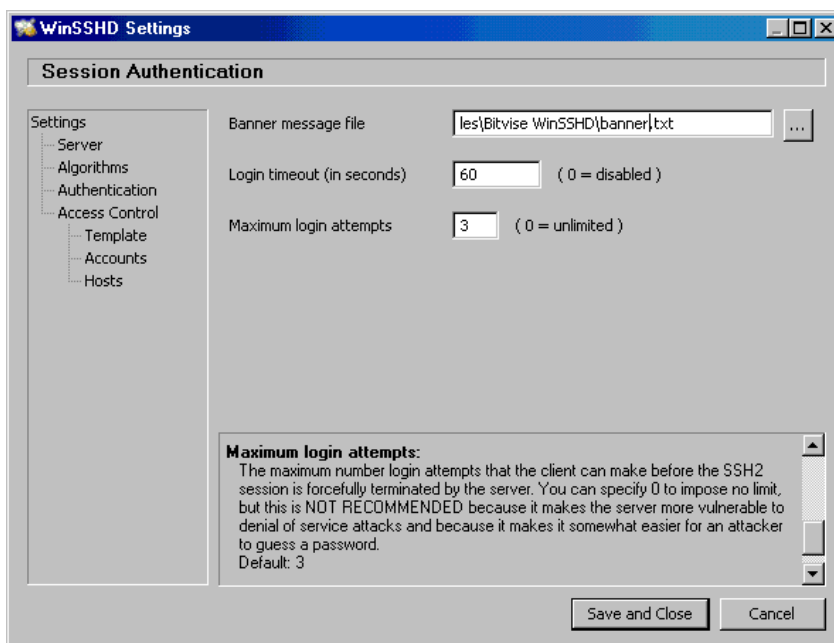 WinSSHD Settings
Session Authentication
Settings
Server
Algorithms
Authentication
Access Control
Template
Accounts
Hosts
Banner message file
les\Bitvise WinSSHD\banner.txt
...
Login timeout (in seconds)
60
( 0 = disabled )
Maximum login attempts
3
( 0 = unlimited )
Maximum login attempts:
The maximum number login attempts that the client can make before the SSH2
session is forcefully terminated by the server. You can specify 0 to impose no limit,
but this is NOT RECOMMENDED because it makes the server more vulnerable to
denial of service attacks and because it makes it somewhat easier for an attacker
to guess a password.
Default: 3
Save and Close
Cancel